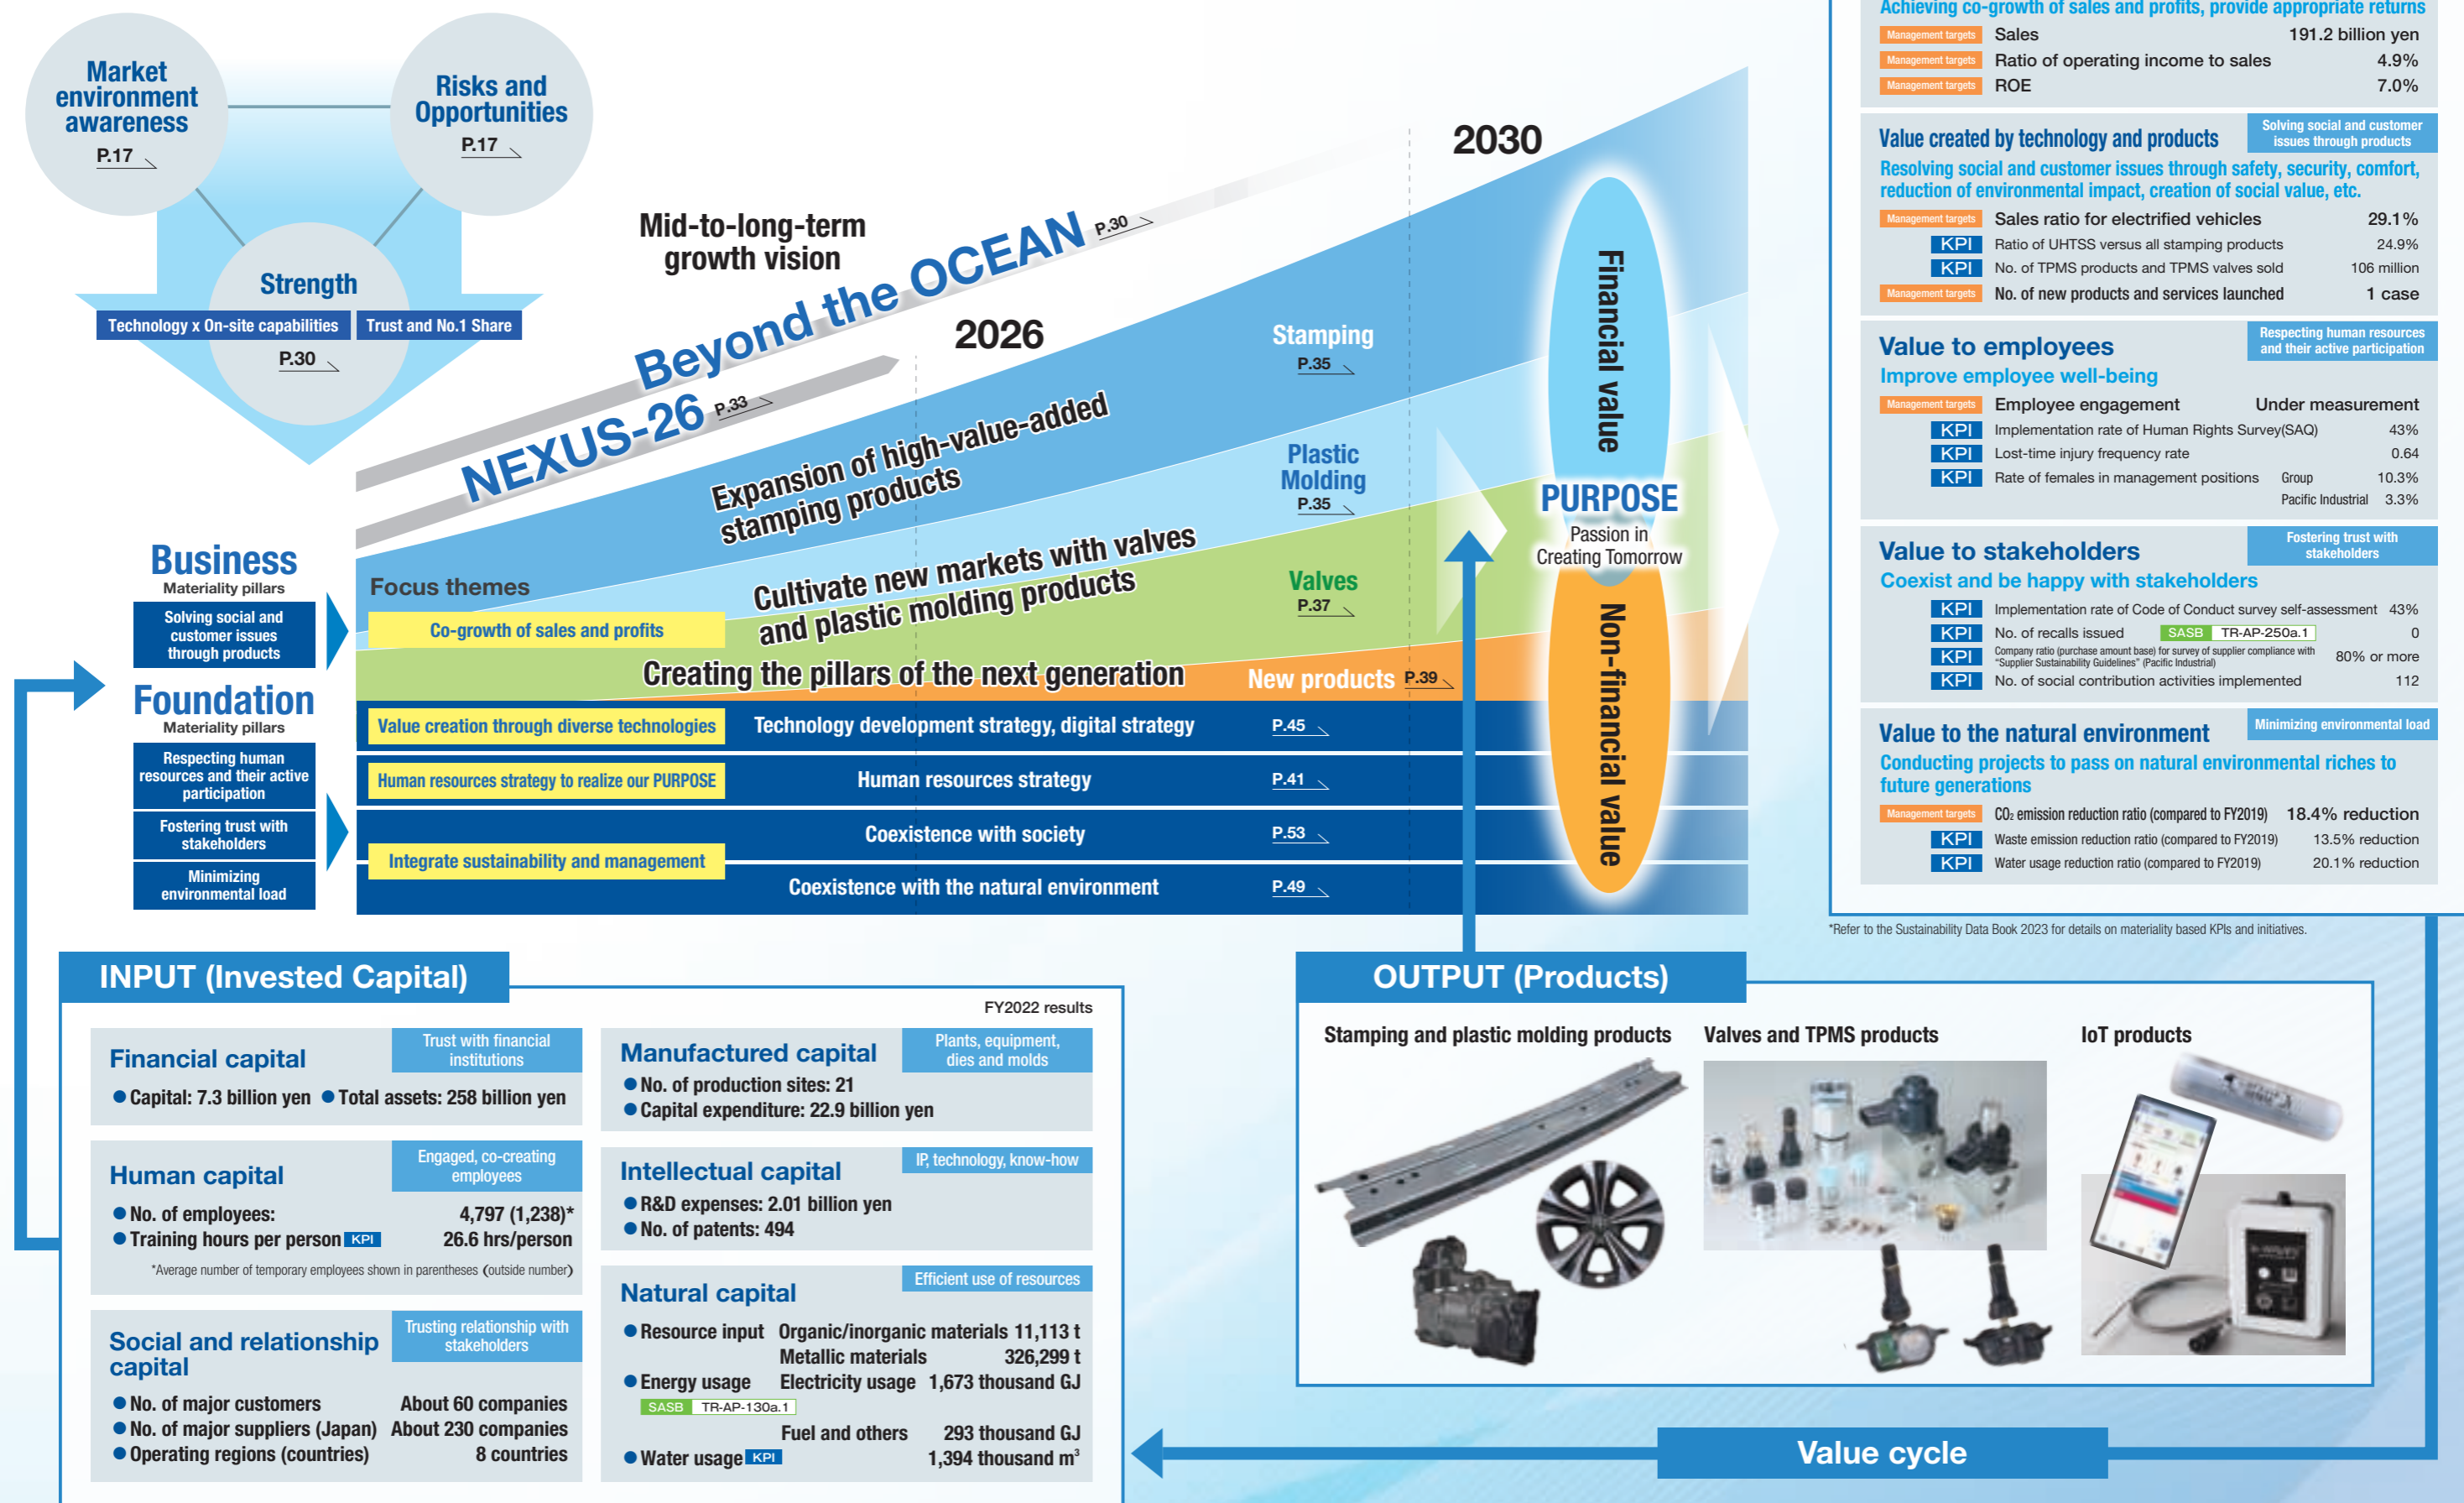 Market
environment
awareness
P.17
Risks and
Opportunities
P.17
Strength
Technology x On-site capabilities
Trust and No.1 Share
P.30
Mid-to-long-term
growth vision
Beyond the OCEAN P.30
NEXUS-26 P.33
2026
2030
Expansion of high-value-added
stamping products
Cultivate new markets with valves
and plastic molding products
Creating the pillars of the next generation
Stamping
P.35
Plastic
Molding
P.35
Valves
P.37
New products P.39
Financial value
PURPOSE
Passion in
Creating Tomorrow
Non-financial value
Business
Materiality pillars
Solving social and
customer issues
through products
Foundation
Materiality pillars
Respecting human
resources and their active
participation
Fostering trust with
stakeholders
Minimizing
environmental load
Focus themes
Co-growth of sales and profits
Value creation through diverse technologies
Technology development strategy, digital strategy
P.45
Human resources strategy to realize our PURPOSE
Human resources strategy
P.41
Integrate sustainability and management
Coexistence with society
P.53
Coexistence with the natural environment
P.49
Achieving co-growth of sales and profits, provide appropriate returns
Management targets Sales 191.2 billion yen
Management targets Ratio of operating income to sales 4.9%
Management targets ROE 7.0%
Value created by technology and products
Solving social and customer
issues through products
Resolving social and customer issues through safety, security, comfort,
reduction of environmental impact, creation of social value, etc.
Management targets Sales ratio for electrified vehicles 29.1%
KPI Ratio of UHTSS versus all stamping products 24.9%
KPI No. of TPMS products and TPMS valves sold 106 million
Management targets No. of new products and services launched 1 case
Value to employees
Respecting human resources
and their active participation
Improve employee well-being
Management targets Employee engagement Under measurement
KPI Implementation rate of Human Rights Survey(SAQ) 43%
KPI Lost-time injury frequency rate 0.64
KPI Rate of females in management positions Group 10.3%
Pacific Industrial 3.3%
Value to stakeholders
Fostering trust with
stakeholders
Coexist and be happy with stakeholders
KPI Implementation rate of Code of Conduct survey self-assessment 43%
KPI No. of recalls issued SASB TR-AP-250a.1 0
KPI Company ratio (purchase amount base) for survey of supplier compliance with
"Supplier Sustainability Guidelines" (Pacific Industrial) 80% or more
KPI No. of social contribution activities implemented 112
Value to the natural environment
Minimizing environmental load
Conducting projects to pass on natural environmental riches to
future generations
Management targets CO₂ emission reduction ratio (compared to FY2019) 18.4% reduction
KPI Waste emission reduction ratio (compared to FY2019) 13.5% reduction
KPI Water usage reduction ratio (compared to FY2019) 20.1% reduction
*Refer to the Sustainability Data Book 2023 for details on materiality based KPIs and initiatives.
INPUT (Invested Capital)
FY2022 results
Financial capital
Trust with financial
institutions
● Capital: 7.3 billion yen ● Total assets: 258 billion yen
Human capital
Engaged, co-creating
employees
● No. of employees: 4,797 (1,238)*
● Training hours per person KPI 26.6 hrs/person
*Average number of temporary employees shown in parentheses (outside number)
Social and relationship
capital
Trusting relationship with
stakeholders
● No. of major customers About 60 companies
● No. of major suppliers (Japan) About 230 companies
● Operating regions (countries) 8 countries
Manufactured capital
Plants, equipment,
dies and molds
● No. of production sites: 21
● Capital expenditure: 22.9 billion yen
Intellectual capital
IP, technology, know-how
● R&D expenses: 2.01 billion yen
● No. of patents: 494
Natural capital
Efficient use of resources
● Resource input Organic/inorganic materials 11,113 t
Metallic materials 326,299 t
● Energy usage Electricity usage 1,673 thousand GJ
SASB TR-AP-130a.1
Fuel and others 293 thousand GJ
● Water usage KPI 1,394 thousand m³
OUTPUT (Products)
Stamping and plastic molding products
Valves and TPMS products
IoT products
Value cycle